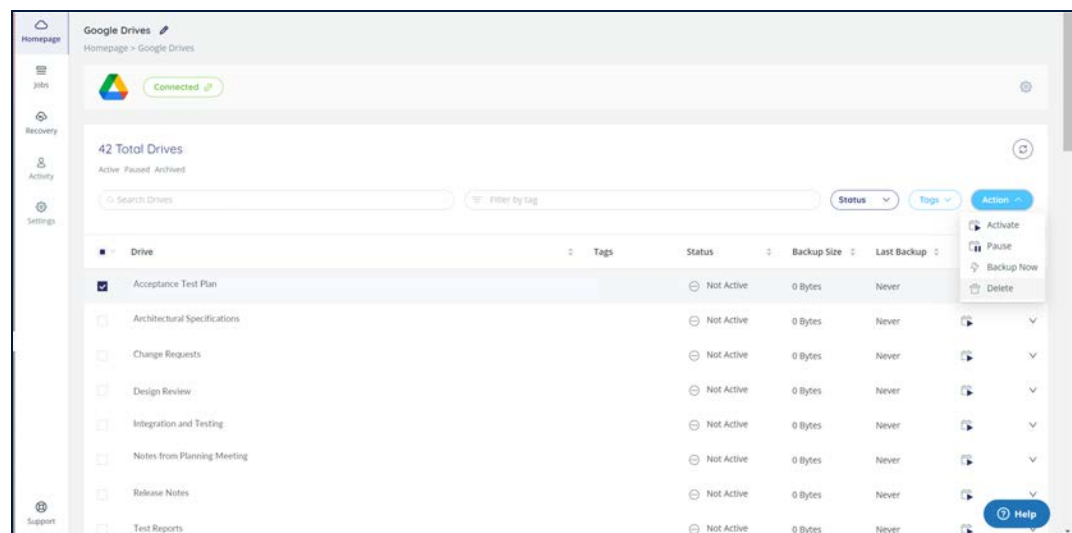 Homepage
Jobs
Recovery
Activity
Settings
Support
Google Drives
Homepage > Google Drives
Connected
42 Total Drives
Active Paused Archived
Search Drives
Filter by tag
Status
Tags
Action
Activate
Pause
Backup Now
Delete
Drive Tags Status Backup Size Last Backup
Acceptance Test Plan Not Active 0 Bytes Never
Architectural Specifications Not Active 0 Bytes Never
Change Requests Not Active 0 Bytes Never
Design Review Not Active 0 Bytes Never
Integration and Testing Not Active 0 Bytes Never
Notes from Planning Meeting Not Active 0 Bytes Never
Release Notes Not Active 0 Bytes Never
Test Reports Not Active 0 Bytes Never
Help